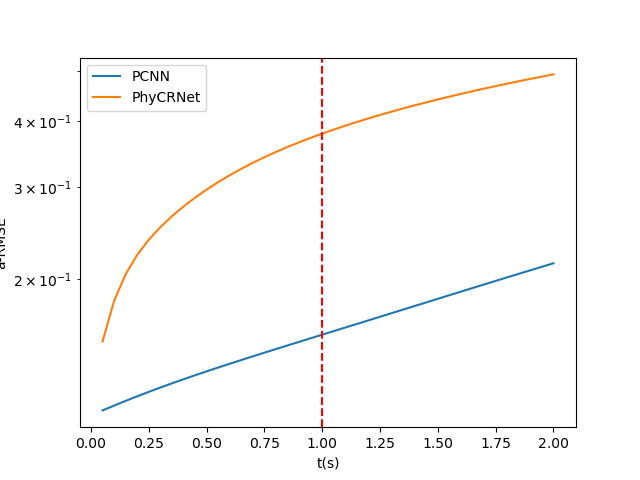 PCNN
PhyCRNet
4 × 10⁻¹
3 × 10⁻¹
2 × 10⁻¹
a-RMSE
0.00 0.25 0.50 0.75 1.00 1.25 1.50 1.75 2.00
t(s)